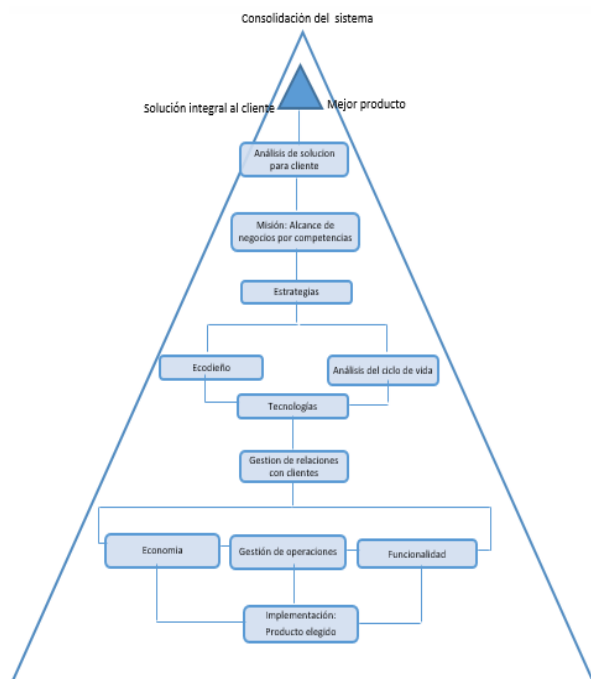 Consolidación del sistema
Solución integral al cliente
Mejor producto
Análisis de solucion
para cliente
Misión: Alcance de
negocios por competencias
Estrategias
Ecodieño
Análisis del ciclo de vida
Tecnologías
Gestion de relaciones
con clientes
Economia
Gestión de operaciones
Funcionalidad
Implementación:
Producto elegido